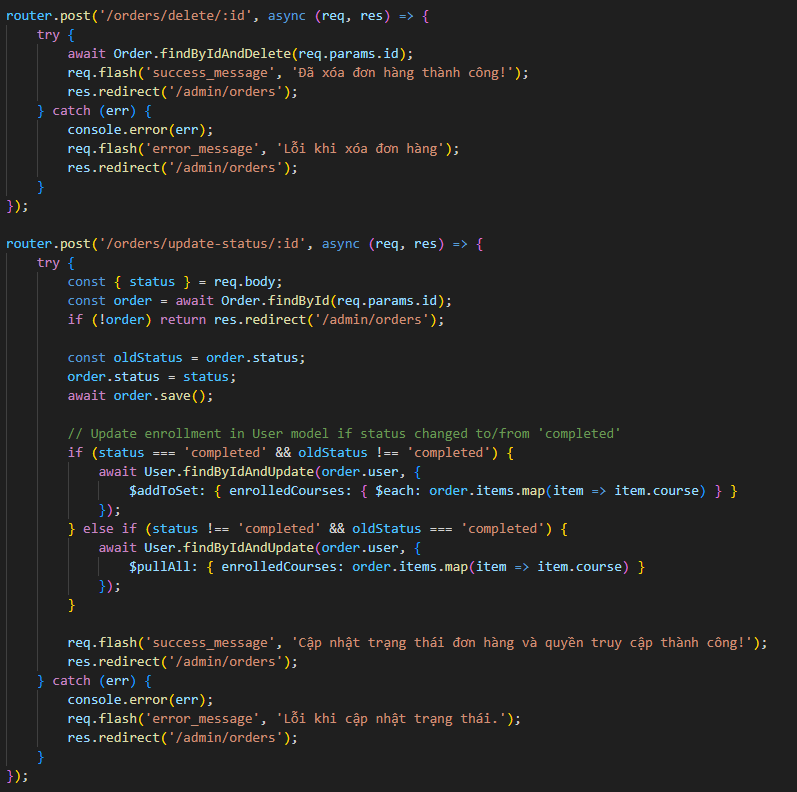 router.post('/orders/delete/:id', async (req, res) => {
    try {
        await Order.findByIdAndDelete(req.params.id);
        req.flash('success_message', 'Đã xóa đơn hàng thành công!');
        res.redirect('/admin/orders');
    } catch (err) {
        console.error(err);
        req.flash('error_message', 'Lỗi khi xóa đơn hàng');
        res.redirect('/admin/orders');
    }
});

router.post('/orders/update-status/:id', async (req, res) => {
    try {
        const { status } = req.body;
        const order = await Order.findById(req.params.id);
        if (!order) return res.redirect('/admin/orders');

        const oldStatus = order.status;
        order.status = status;
        await order.save();

        // Update enrollment in User model if status changed to/from 'completed'
        if (status === 'completed' && oldStatus !== 'completed') {
            await User.findByIdAndUpdate(order.user, {
                $addToSet: { enrolledCourses: { $each: order.items.map(item => item.course) } }
            });
        } else if (status !== 'completed' && oldStatus === 'completed') {
            await User.findByIdAndUpdate(order.user, {
                $pullAll: { enrolledCourses: order.items.map(item => item.course) }
            });
        }

        req.flash('success_message', 'Cập nhật trạng thái đơn hàng và quyền truy cập thành công!');
        res.redirect('/admin/orders');
    } catch (err) {
        console.error(err);
        req.flash('error_message', 'Lỗi khi cập nhật trạng thái.');
        res.redirect('/admin/orders');
    }
});